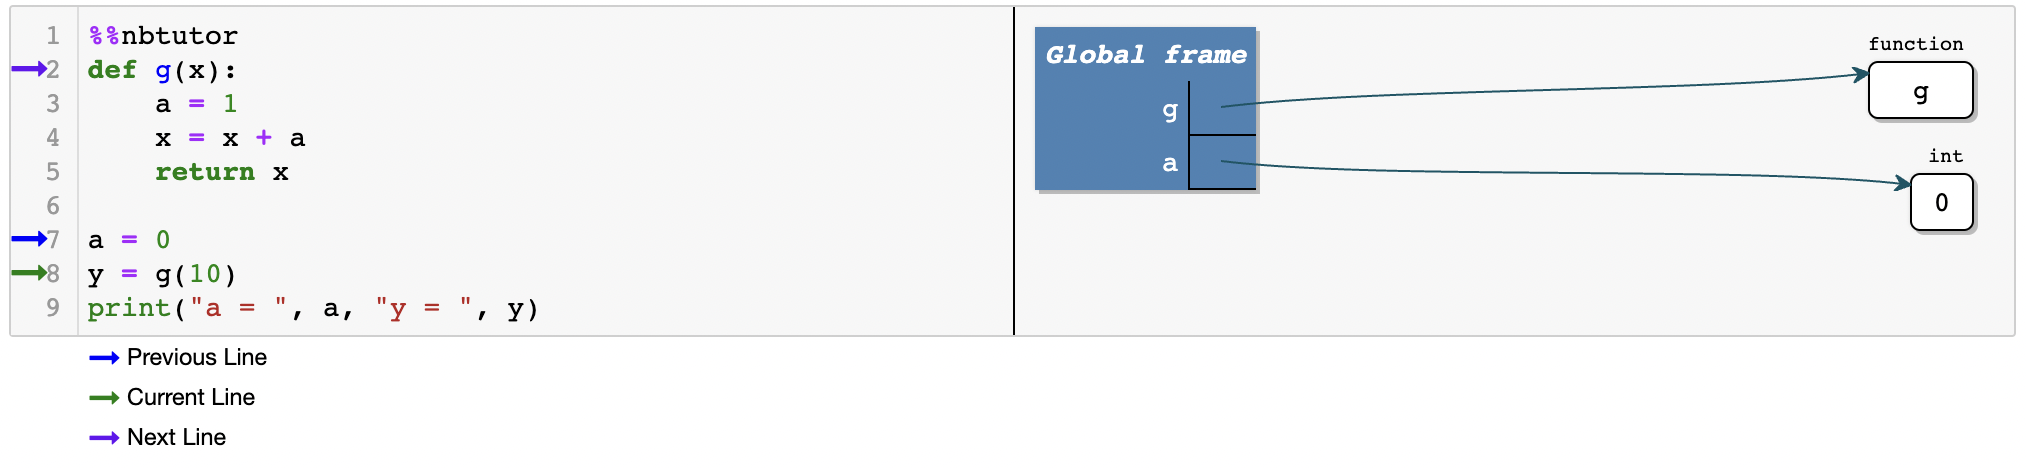 1 %%nbtutor
2 def g(x):
3     a = 1
4     x = x + a
5     return x
6
7 a = 0
8 y = g(10)
9 print("a = ", a, "y = ", y)
Previous Line
Current Line
Next Line
Global frame
g
a
function
g
int
0